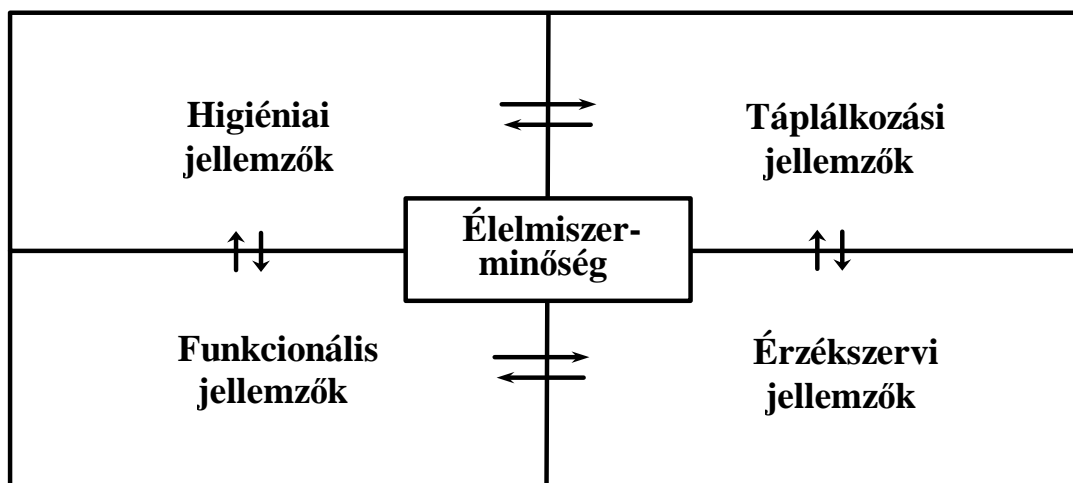 Higiéniai
jellemzők
Táplálkozási
jellemzők
Élelmiszer-
minőség
Funkcionális
jellemzők
Érzékszervi
jellemzők